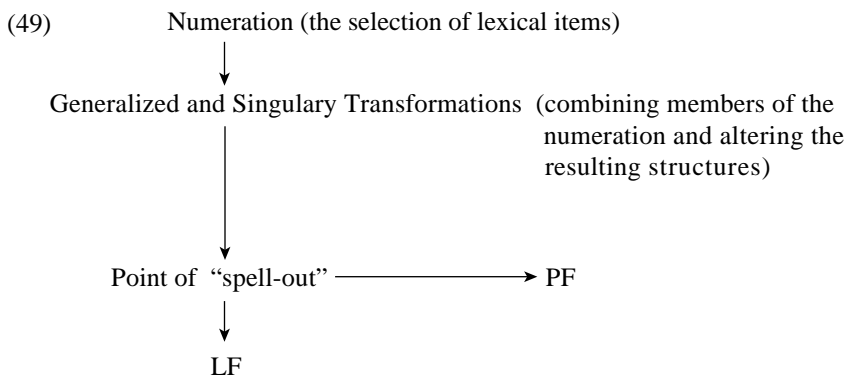 (49) Numeration (the selection of lexical items)
Generalized and Singulary Transformations (combining members of the
numeration and altering the
resulting structures)
Point of “spell-out” PF
LF